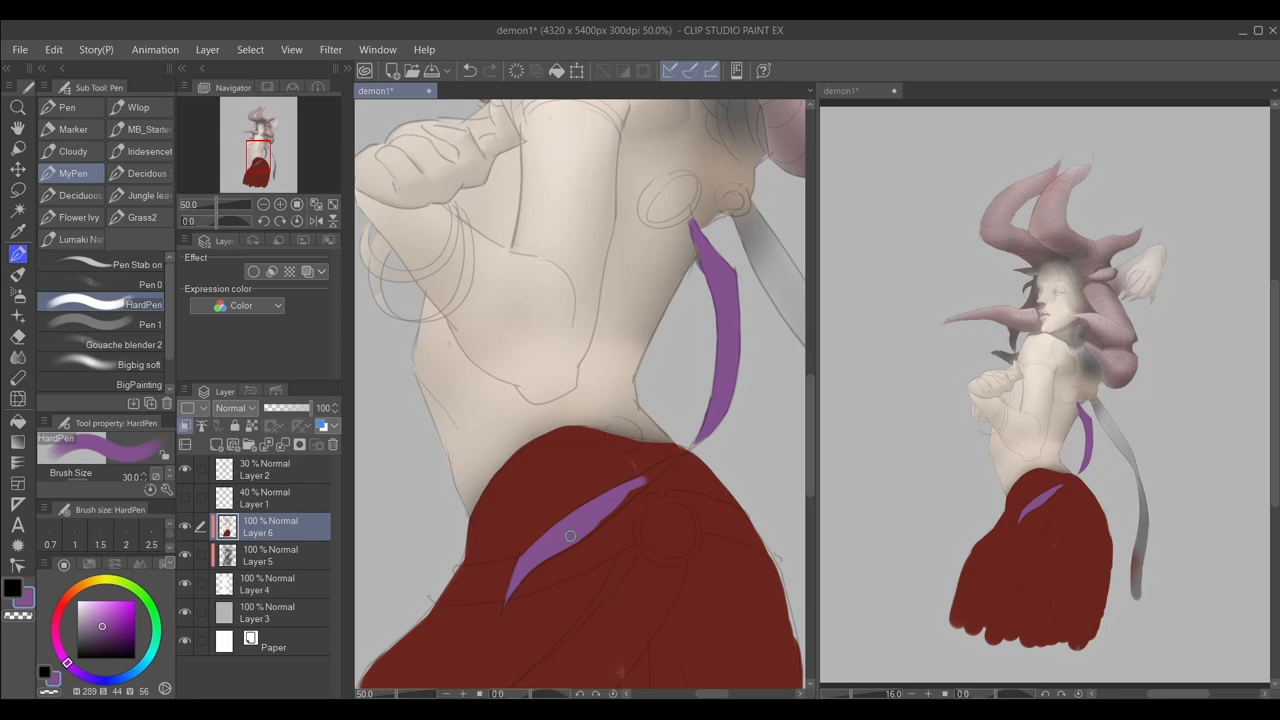 demon1* (4320 x 5400px 300dpi 50.0%) - CLIP STUDIO PAINT EX
File Edit Story(P) Animation Layer Select View Filter Window Help
Sub Tool: Pen
Navigator
demon1*
demon1*
Pen
Wlop
Marker
MB_Starte
Cloudy
Iridesencet
MyPen
Decidous T
Deciduous
Jungle lea
Flower Ivy
Grass2
Lumaki Na
50.0
0.0
Layer
Effect
Expression color
Color
Pen Stab on
Pen 0
HardPen
Pen 1
Gouache blender 2
Bigbig soft
BigPainting
Tool property: HardPen
HardPen
Brush Size 30.0
Brush size: HardPen
0.7 1 1.5 2 2.5
H 289 S 44 V 56
Layer
Normal 100
30 % Normal
Layer 2
40 % Normal
Layer 1
100 % Normal
Layer 6
100 % Normal
Layer 5
100 % Normal
Layer 4
100 % Normal
Layer 3
Paper
50.0 0.0
16.0 0.0